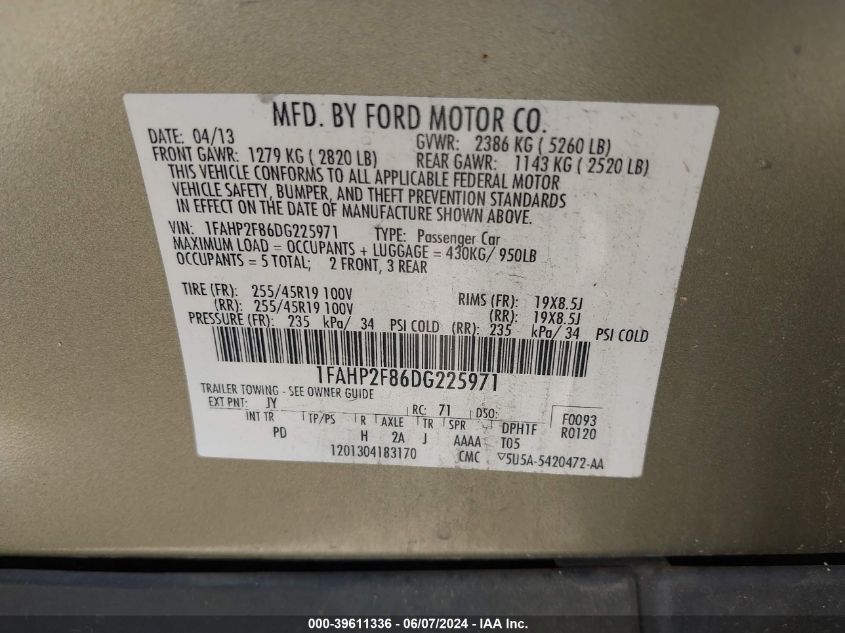 MFD. BY FORD MOTOR CO.
DATE: 04/13 GVWR: 2386 KG ( 5260 LB)
FRONT GAWR: 1279 KG ( 2820 LB) REAR GAWR: 1143 KG ( 2520 LB)
THIS VEHICLE CONFORMS TO ALL APPLICABLE FEDERAL MOTOR
VEHICLE SAFETY, BUMPER, AND THEFT PREVENTION STANDARDS
IN EFFECT ON THE DATE OF MANUFACTURE SHOWN ABOVE.
VIN: 1FAHP2F86DG225971 TYPE: Passenger Car
MAXIMUM LOAD = OCCUPANTS + LUGGAGE = 430KG/ 950LB
OCCUPANTS = 5 TOTAL; 2 FRONT, 3 REAR
TIRE (FR): 255/45R19 100V RIMS (FR): 19X8.5J
(RR): 255/45R19 100V (RR): 19X8.5J
PRESSURE (FR): 235 kPa/ 34 PSI COLD (RR): 235 kPa/ 34 PSI COLD
1FAHP2F86DG225971
TRAILER TOWING - SEE OWNER GUIDE
EXT PNT: JY RC: 71 DSO: F0093
INT TR TP/PS R AXLE TR SPR DPH1F R0120
PD H 2A J AAAA T05
1201304183170 CMC ▽5U5A-5420472-AA
000-39611336 - 06/07/2024 - IAA Inc.